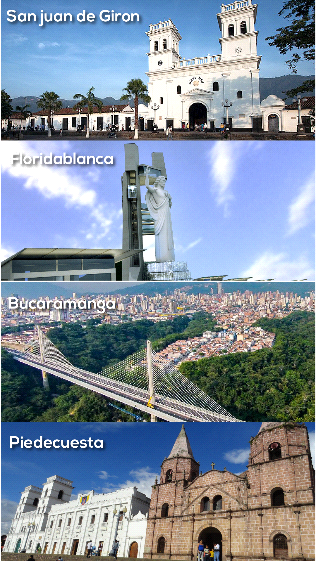 San juan de Giron
Floridablanca
Bucaramanga
Piedecuesta